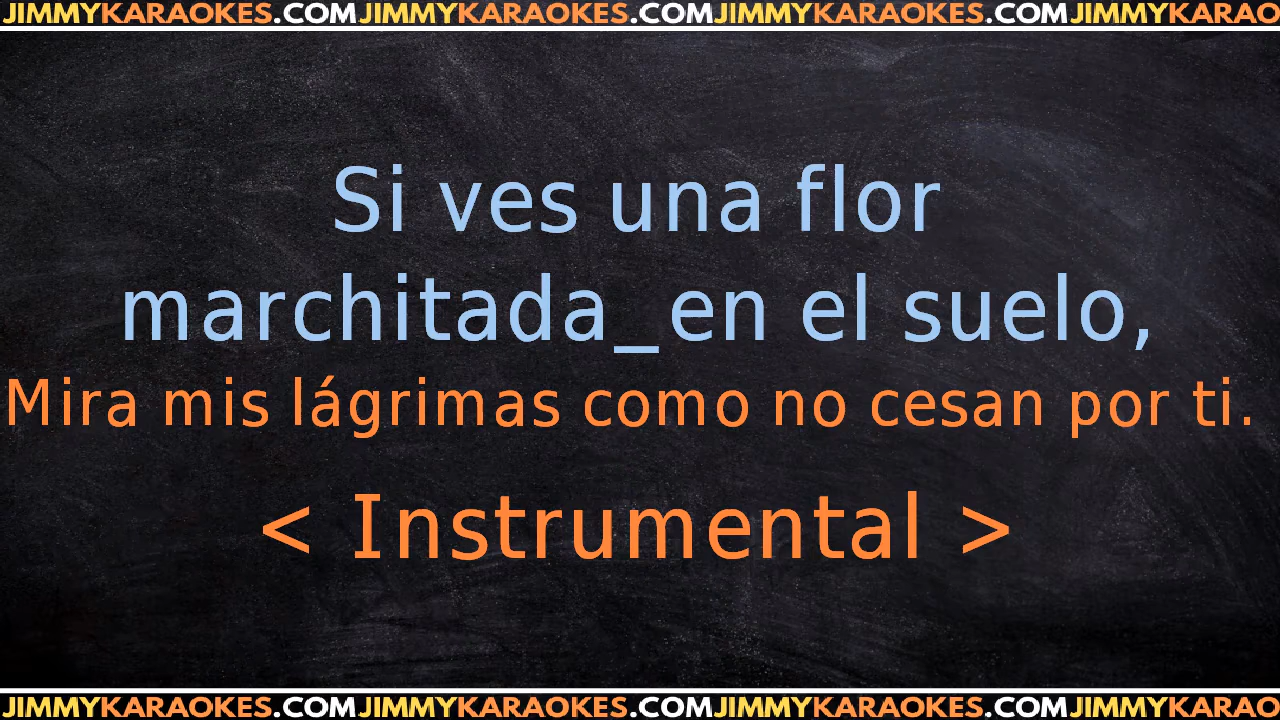 JIMMYKARAOKES.COMJIMMYKARAOKES.COMJIMMYKARAOKES.COMJIMMYKARAO
Si ves una flor
marchitada_en el suelo,
Mira mis lágrimas como no cesan por ti.
< Instrumental >
JIMMYKARAOKES.COMJIMMYKARAOKES.COMJIMMYKARAOKES.COMJIMMYKARAO